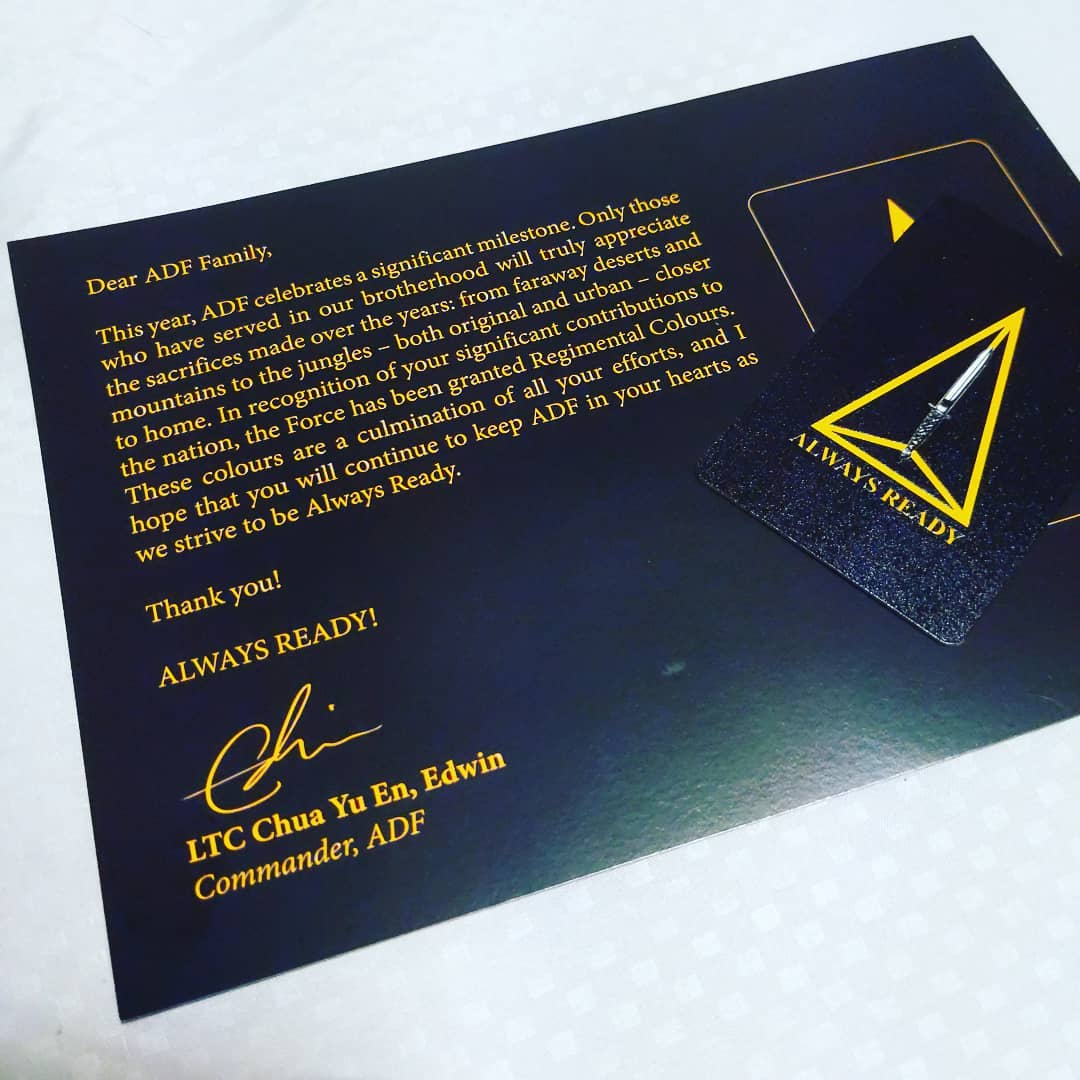 Dear ADF Family,
This year, ADF celebrates a significant milestone. Only those
who have served in our brotherhood will truly appreciate
the sacrifices made over the years: from faraway deserts and
mountains to the jungles – both original and urban – closer
to home. In recognition of your significant contributions to
the nation, the Force has been granted Regimental Colours.
These colours are a culmination of all your efforts, and I
hope that you will continue to keep ADF in your hearts as
we strive to be Always Ready.
Thank you!
ALWAYS READY!
LTC Chua Yu En, Edwin
Commander, ADF
ALWAYS READY